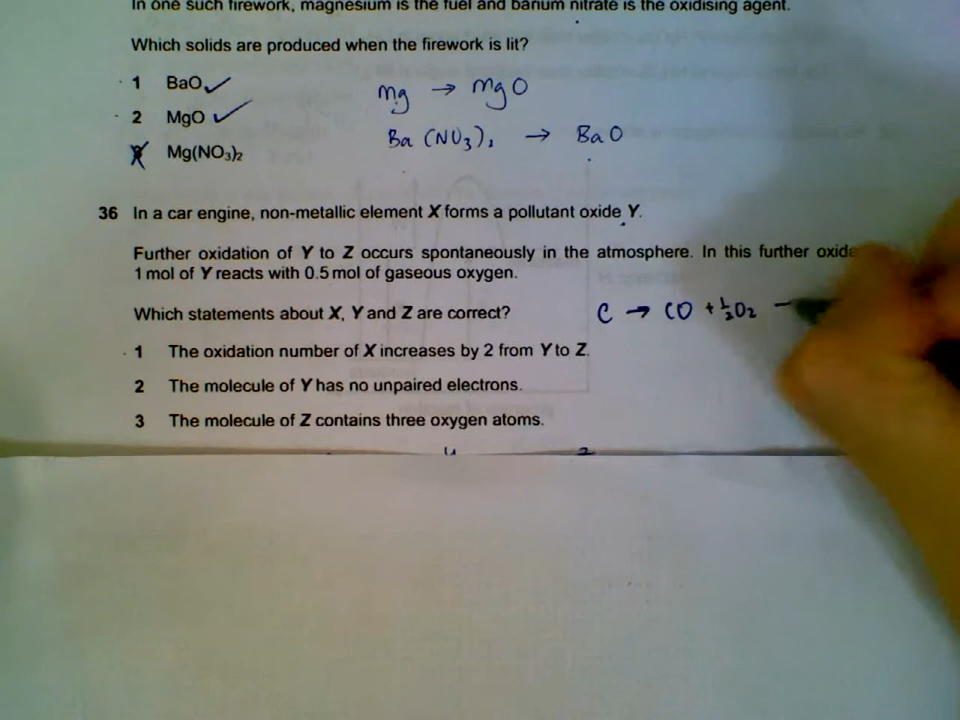 In one such firework, magnesium is the fuel and barium nitrate is the oxidising agent.
Which solids are produced when the firework is lit?
1 BaO ✓
2 MgO ✓
3 Mg(NO₃)₂
Mg → MgO
Ba(NO₃)₂ → BaO
36 In a car engine, non-metallic element X forms a pollutant oxide Y.
Further oxidation of Y to Z occurs spontaneously in the atmosphere. In this further
1 mol of Y reacts with 0.5 mol of gaseous oxygen.
Which statements about X, Y and Z are correct?
C → CO + ½O₂ –
1 The oxidation number of X increases by 2 from Y to Z.
2 The molecule of Y has no unpaired electrons.
3 The molecule of Z contains three oxygen atoms.